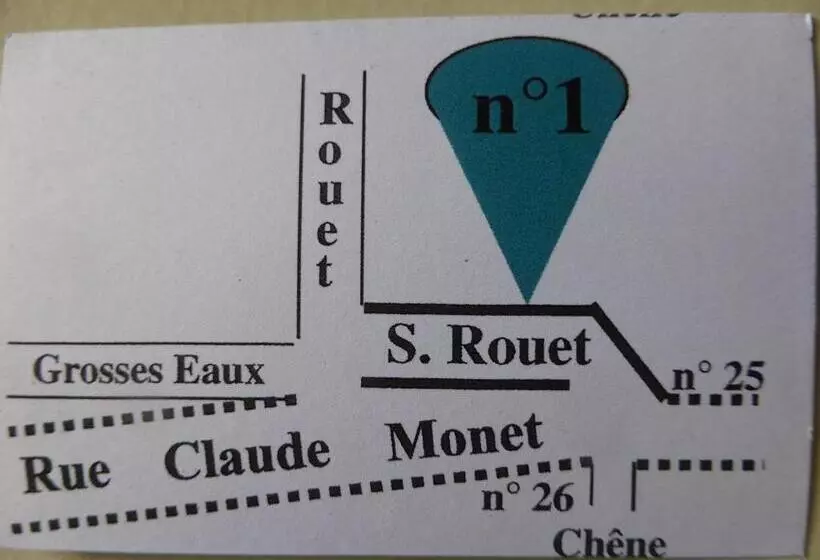 n°1
Rouet
S. Rouet
Grosses Eaux
n° 25
Rue Claude Monet
n° 26
Chêne